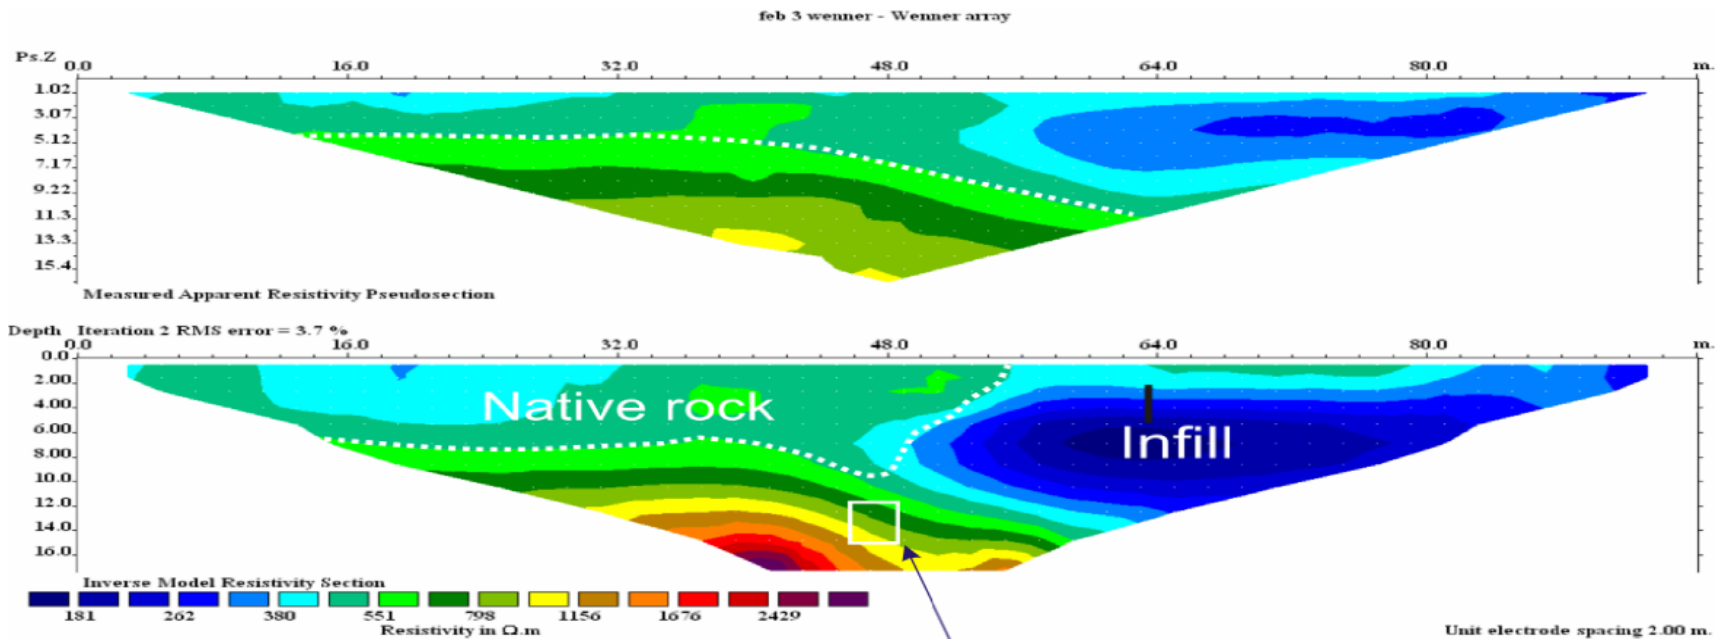 feb 3 wenner - Wenner array
Ps.Z 0.0 16.0 32.0 48.0 64.0 80.0 m.
1.02
3.07
5.12
7.17
9.22
11.3
13.3
15.4
Measured Apparent Resistivity Pseudosection
Depth Iteration 2 RMS error = 3.7 %
0.0 16.0 32.0 48.0 64.0 80.0 m.
0.0
2.00
4.00
6.00
8.00
10.0
12.0
14.0
16.0
Native rock
Infill
Inverse Model Resistivity Section
181 262 380 551 798 1156 1676 2429
Resistivity in Ω.m
Unit electrode spacing 2.00 m.